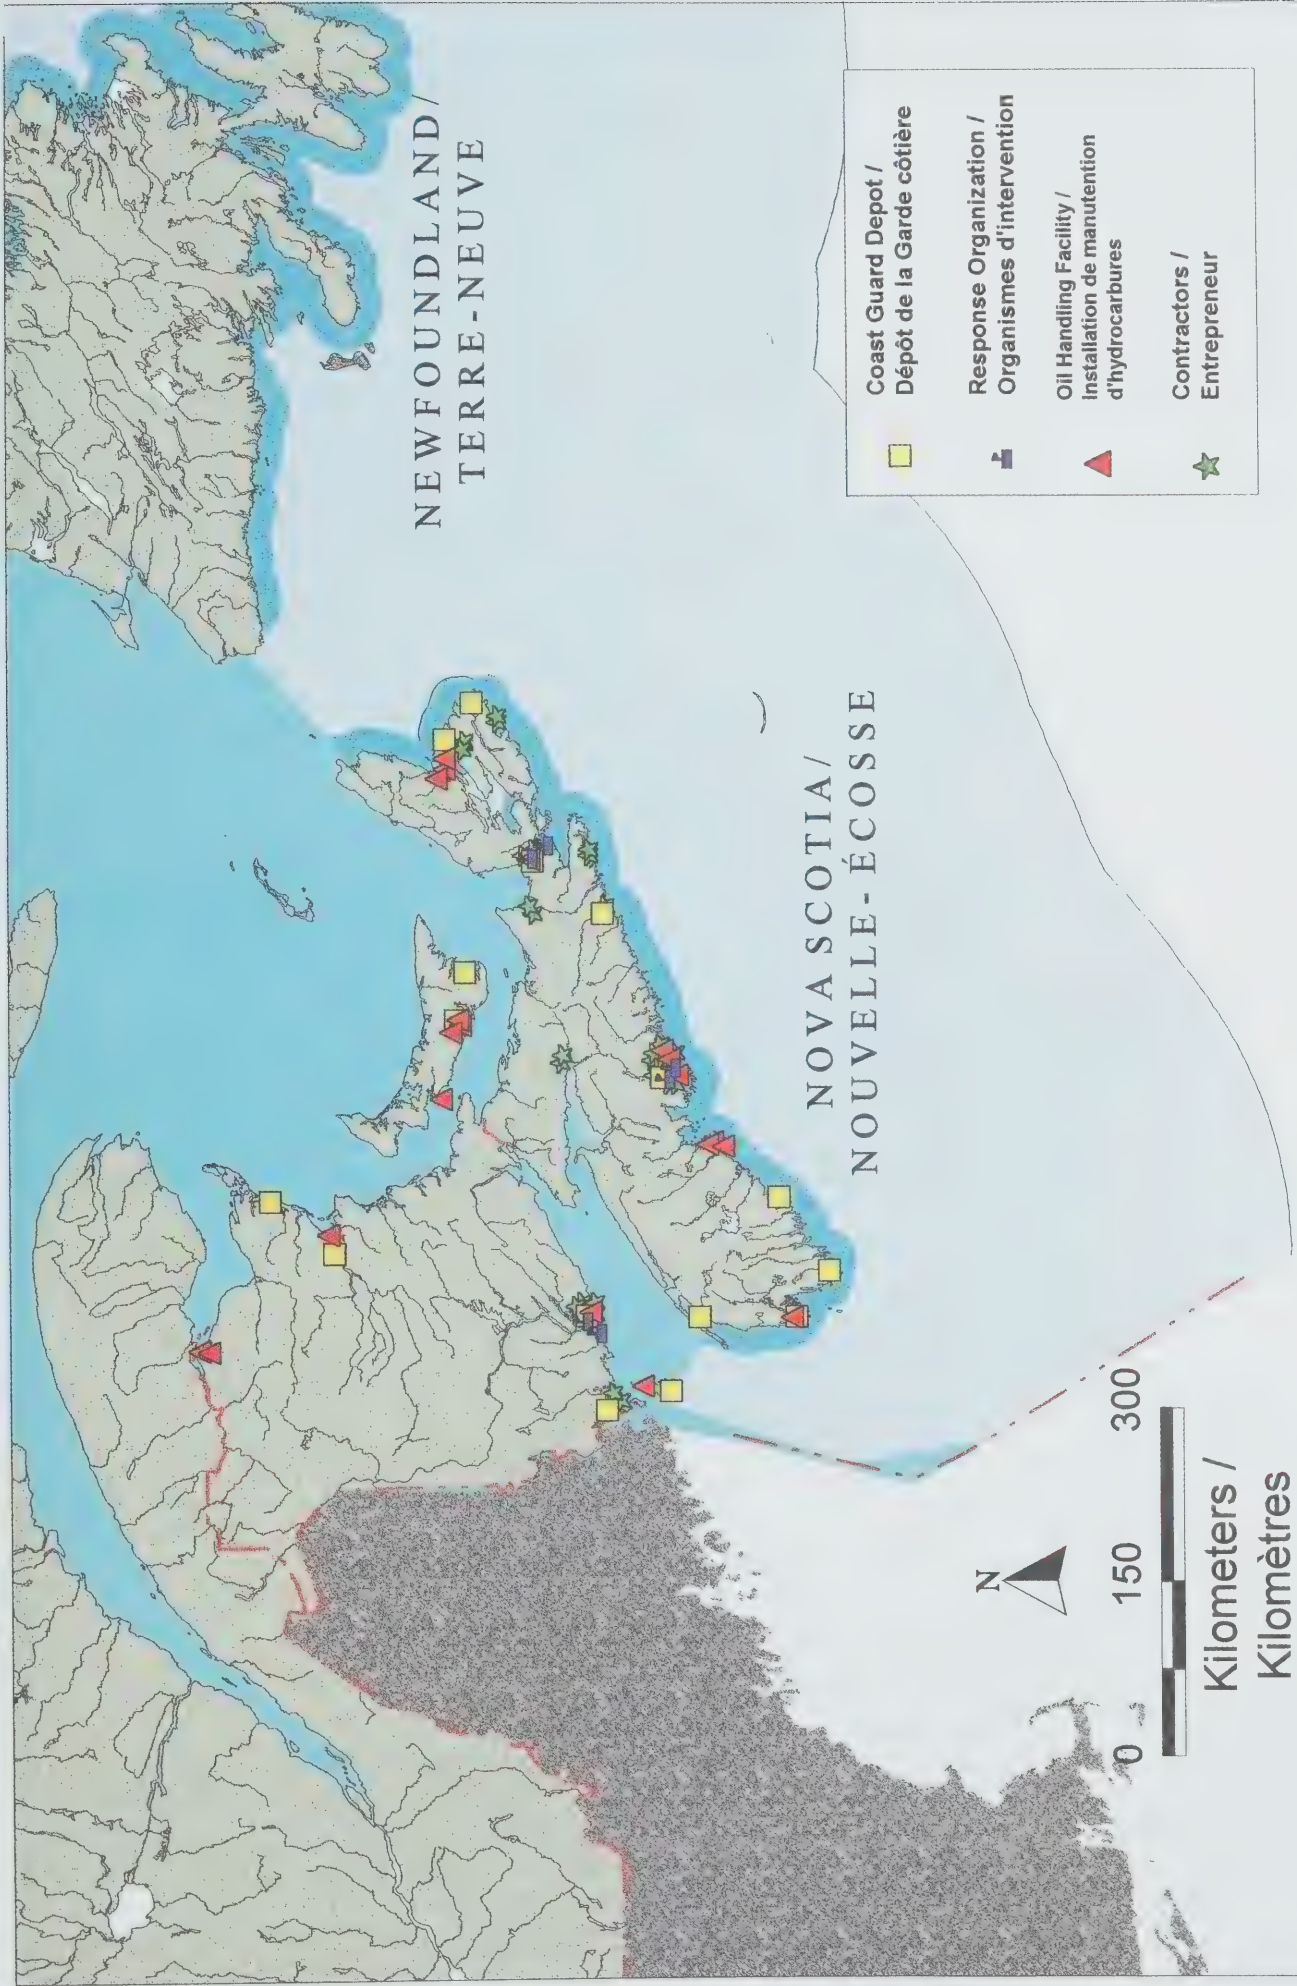 NEWFOUNDLAND/
TERRE-NEUVE
NOVA SCOTIA/
NOUVELLE-ÉCOSSE
Coast Guard Depot /
Dépôt de la Garde côtière
Response Organization /
Organismes d'intervention
Oil Handling Facility /
Installation de manutention
d'hydrocarbures
Contractors /
Entrepreneur
N
0 150 300
Kilometers /
Kilomètres